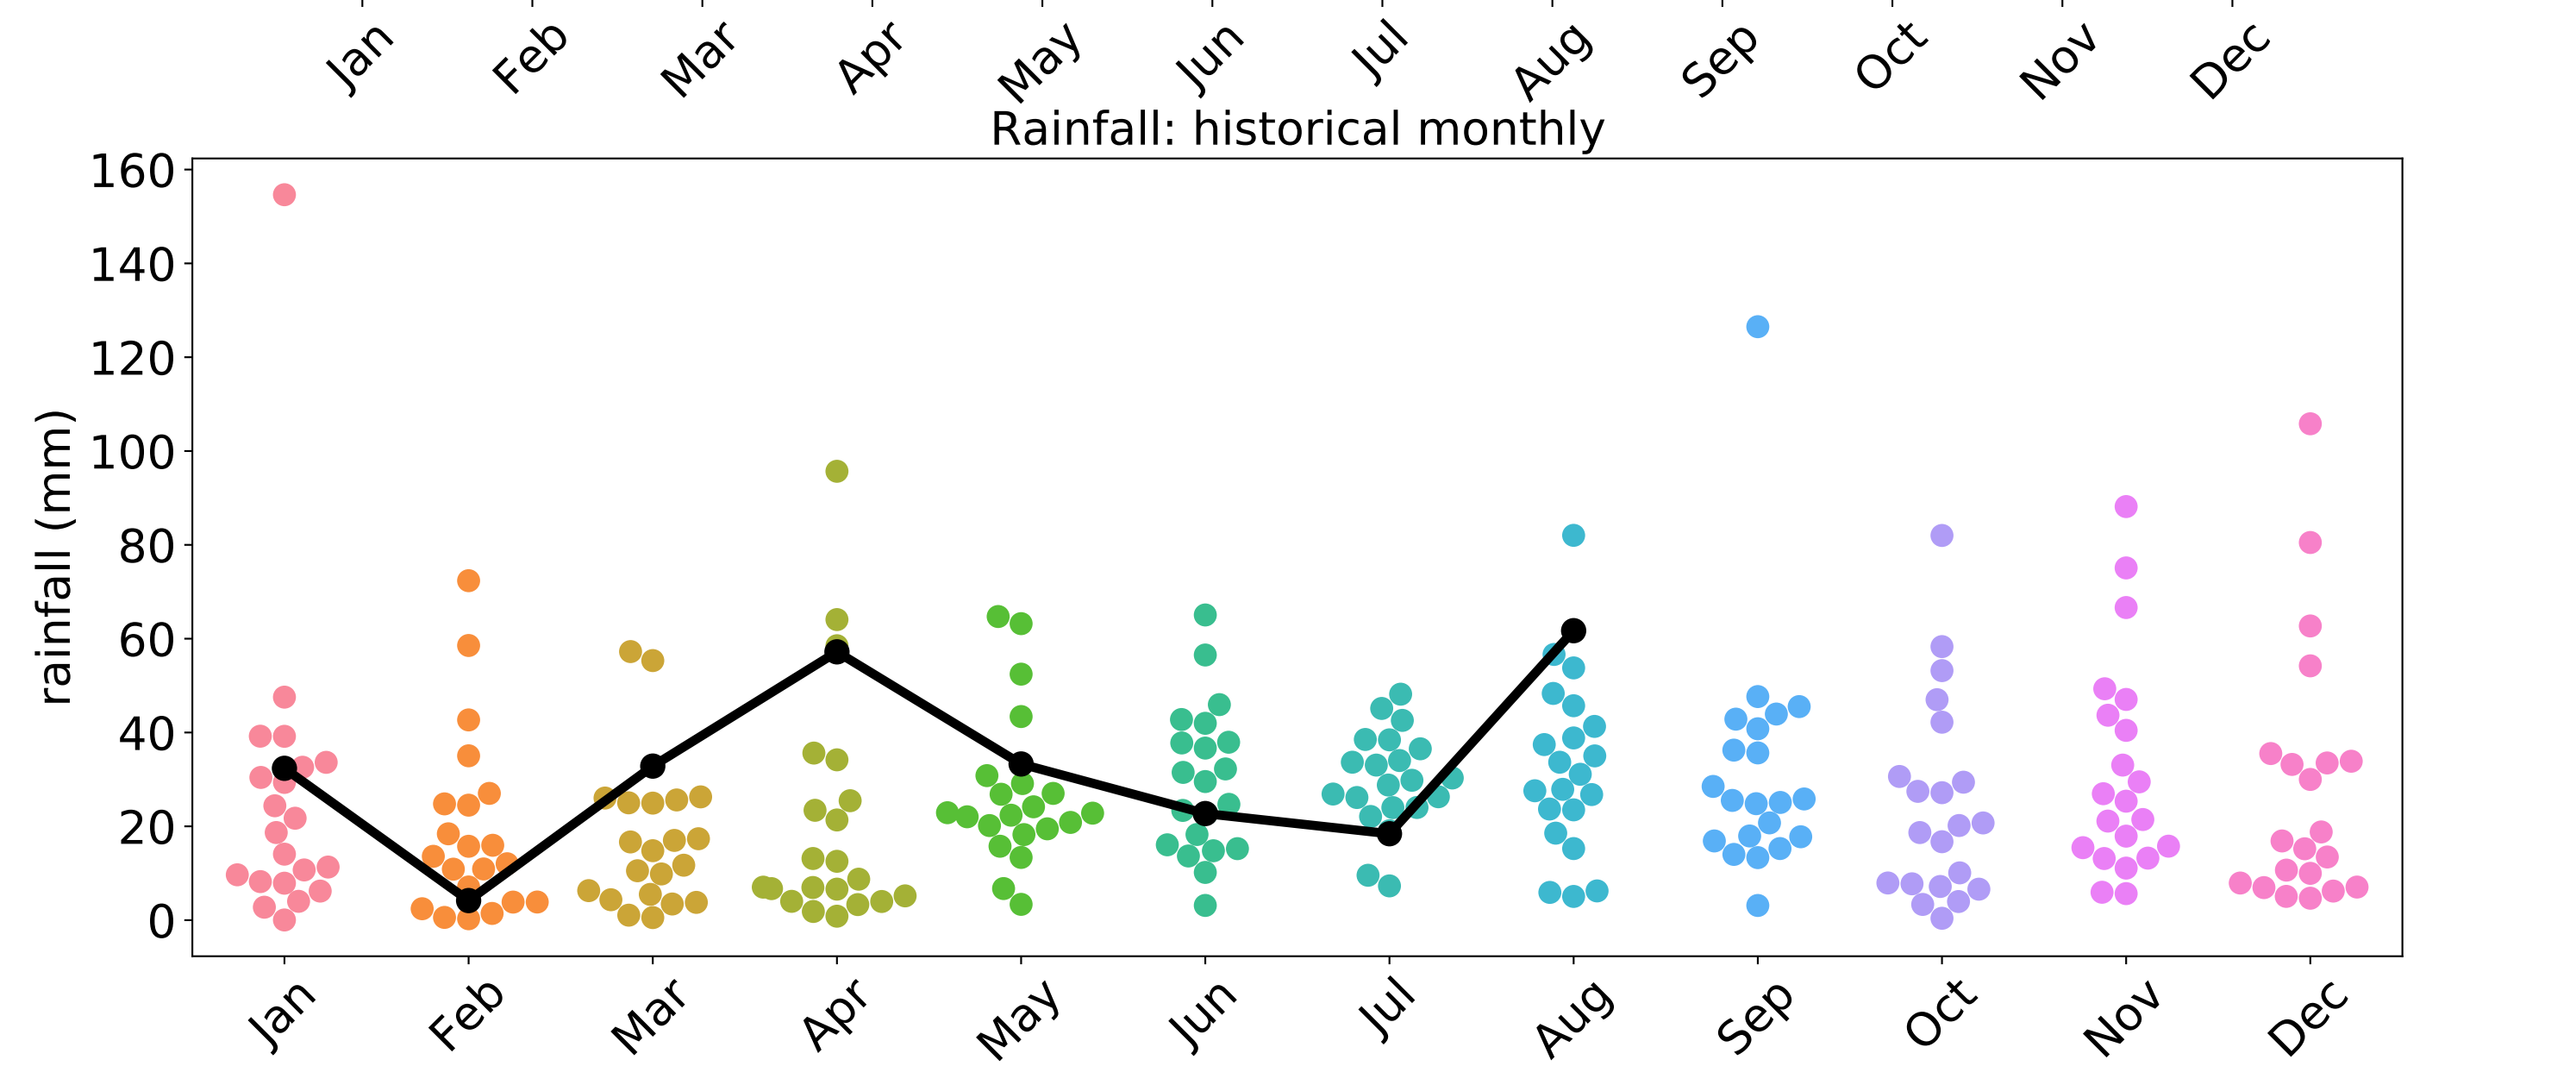 Jan Feb Mar Apr May Jun Jul Aug Sep Oct Nov Dec
Rainfall: historical monthly
160
140
120
100
80
60
40
20
0
rainfall (mm)
Jan Feb Mar Apr May Jun Jul Aug Sep Oct Nov Dec